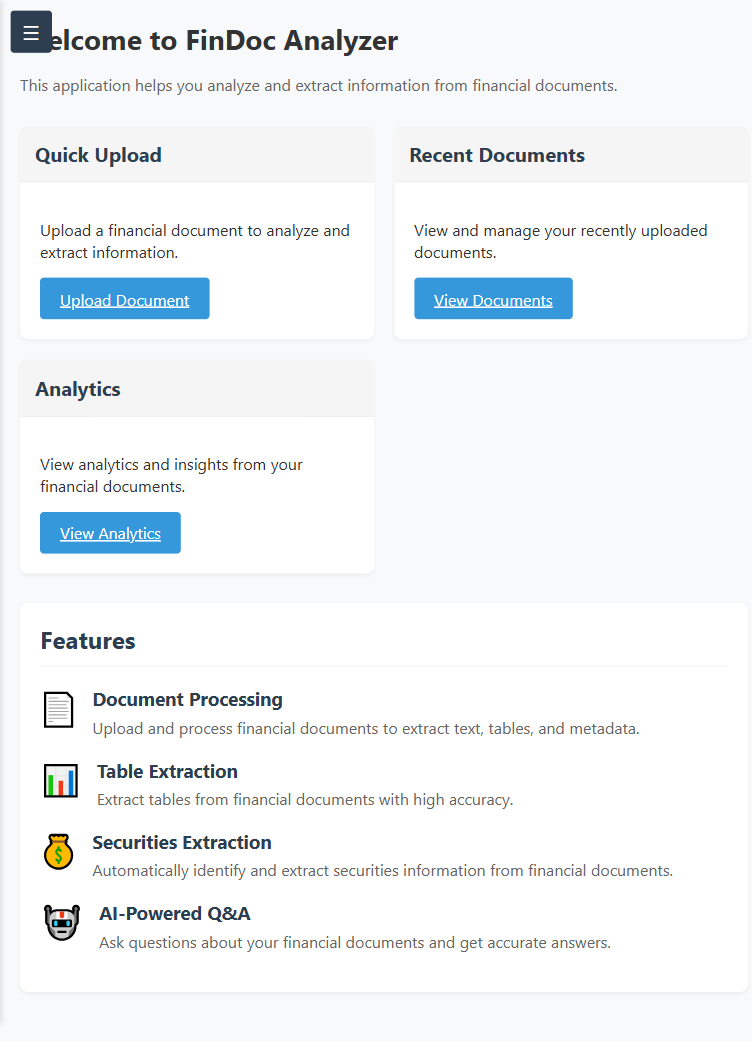 elcome to FinDoc Analyzer
This application helps you analyze and extract information from financial documents.
Quick Upload
Upload a financial document to analyze and
extract information.
Upload Document
Recent Documents
View and manage your recently uploaded
documents.
View Documents
Analytics
View analytics and insights from your
financial documents.
View Analytics
Features
Document Processing
Upload and process financial documents to extract text, tables, and metadata.
Table Extraction
Extract tables from financial documents with high accuracy.
Securities Extraction
Automatically identify and extract securities information from financial documents.
AI-Powered Q&A
Ask questions about your financial documents and get accurate answers.